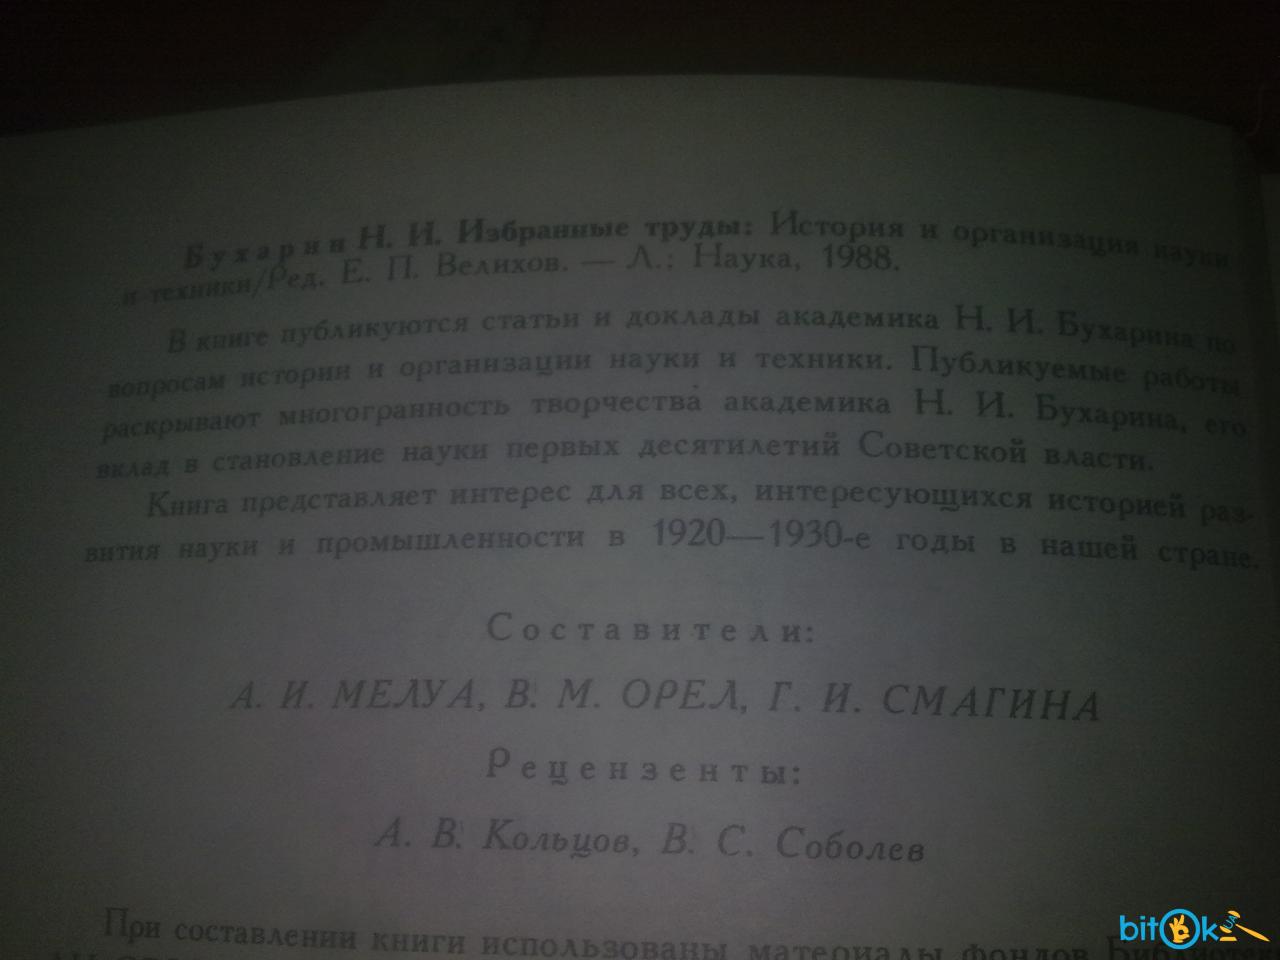 Бухарин Н. И. Избранные труды: История и организация науки
и техники/Ред. Е. П. Велихов. — Л.: Наука, 1988.
В книге публикуются статьи и доклады академика Н. И. Бухарина по
вопросам истории и организации науки и техники. Публикуемые работы
раскрывают многогранность творчества академика Н. И. Бухарина, его
вклад в становление науки первых десятилетий Советской власти.
Книга представляет интерес для всех, интересующихся историей раз-
вития науки и промышленности в 1920—1930-е годы в нашей стране.
Составители:
А. И. МЕЛУА, В. М. ОРЕЛ, Г. И. СМАГИНА
Рецензенты:
А. В. Кольцов, В. С. Соболев
При составлении книги использованы материалы фондов
bitOk UA